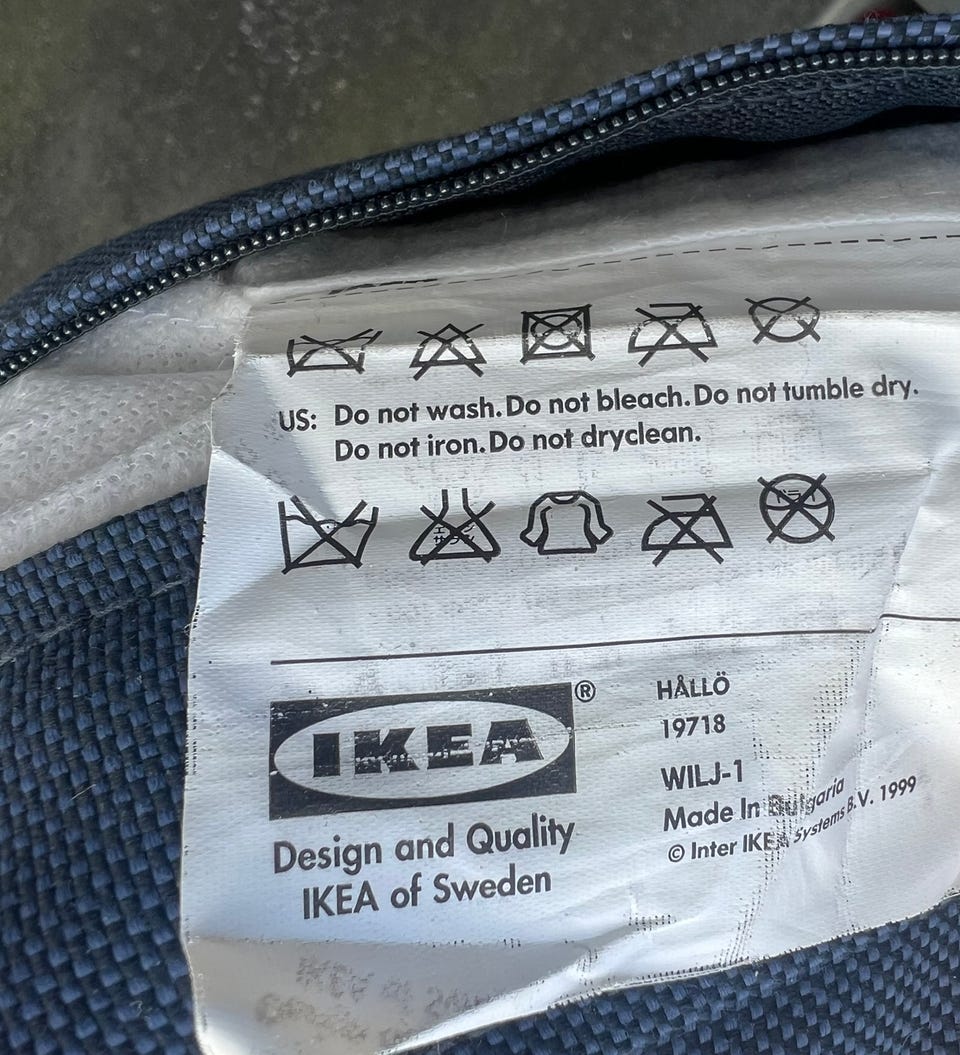 US: Do not wash. Do not bleach. Do not tumble dry.
Do not iron. Do not dryclean.
IKEA®
Design and Quality
IKEA of Sweden
HÅLLÖ
19718
WILJ-1
Made In Bulgaria
© Inter IKEA Systems B.V. 1999